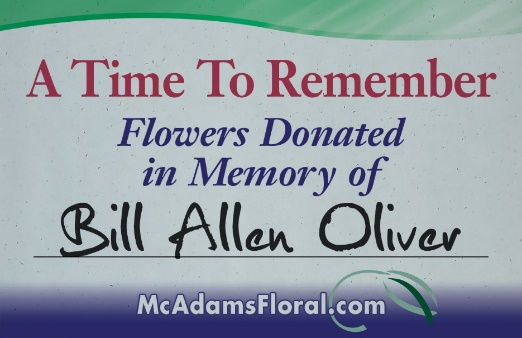 A Time To Remember
Flowers Donated
in Memory of
Bill Allen Oliver
McAdamsFloral.com